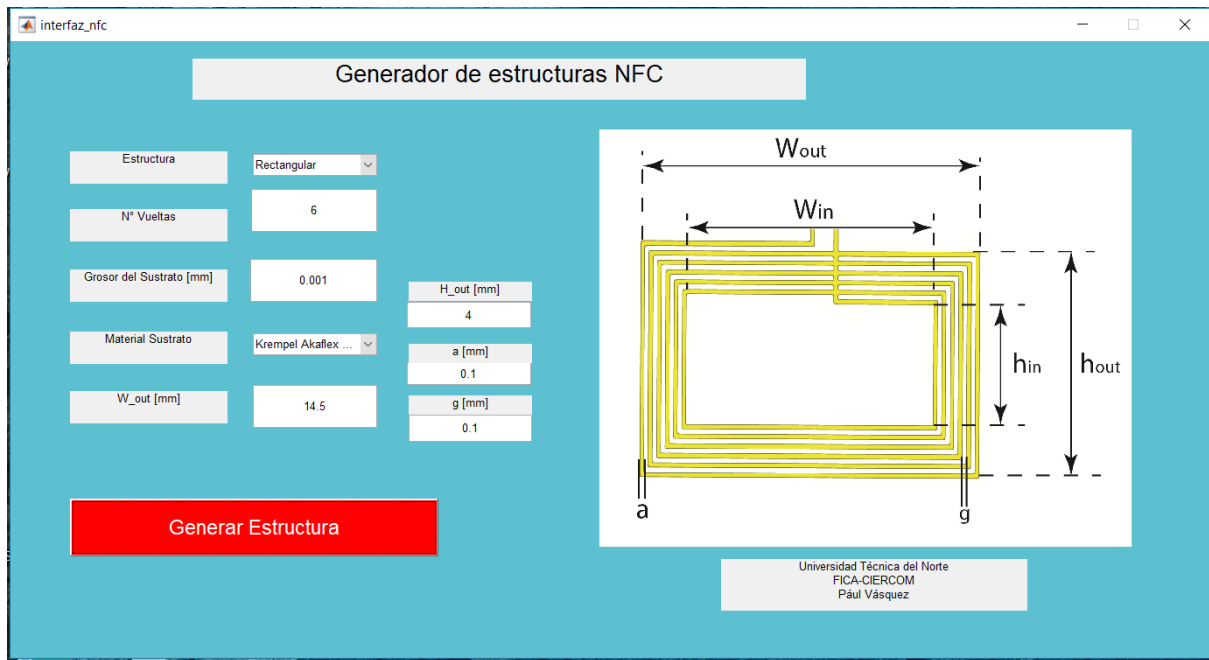 interfaz_nfc
Generador de estructuras NFC
Estructura
Rectangular
N° Vueltas
6
Grosor del Sustrato [mm]
0.001
Material Sustrato
Krempel Akaflex ...
W_out [mm]
14.5
H_out [mm]
4
a [mm]
0.1
g [mm]
0.1
Generar Estructura
Wout
Win
hin
hout
a
g
Universidad Técnica del Norte
FICA-CIERCOM
Pául Vásquez